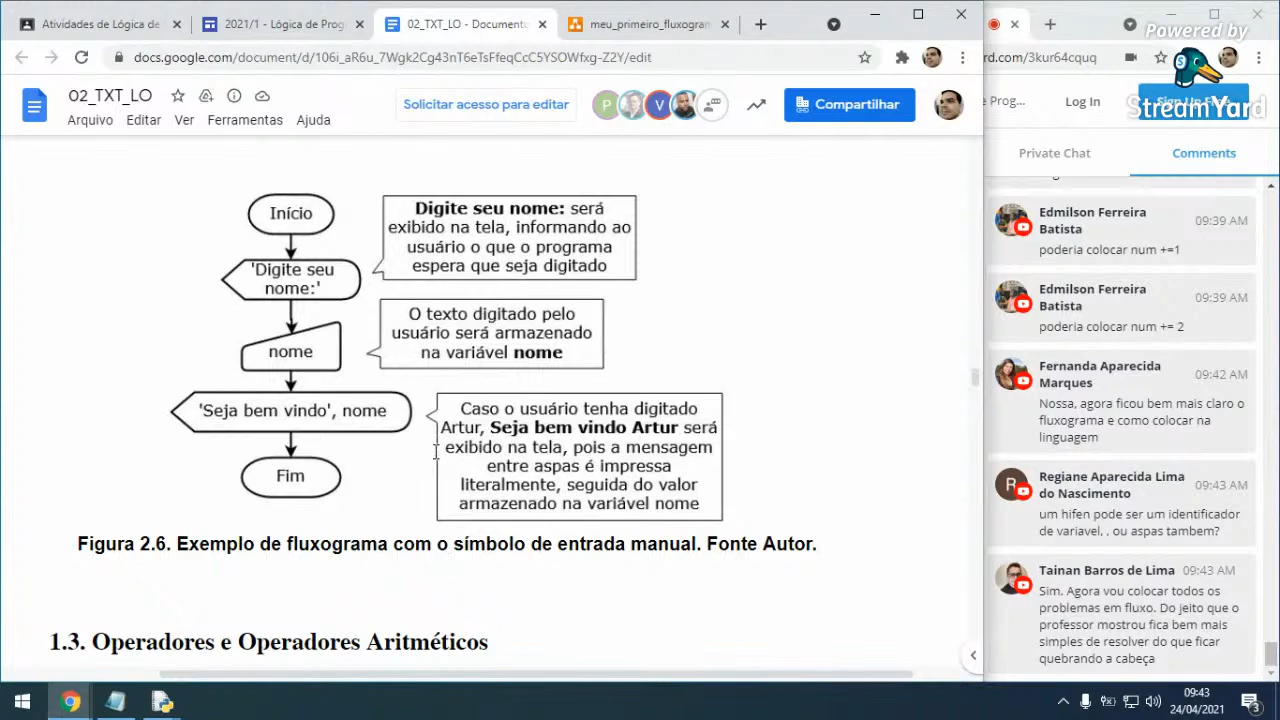 Atividades de Lógica de
2021/1 - Lógica de Prog
02_TXT_LO - Documento
meu_primeiro_fluxogram
docs.google.com/document/d/106i_aR6u_7Wgk2Cg43nT6eTFfeqCcC5YSOWfxg-Z2Y/edit
rd.com/3kur64cquq
Powered by
StreamYard
02_TXT_LO
Arquivo Editar Ver Ferramentas Ajuda
Solicitar acesso para editar
P
V
Compartilhar
e Prog...
Log In
Private Chat
Comments
Início
Digite seu nome: será
exibido na tela, informando ao
usuário o que o programa
espera que seja digitado
'Digite seu
nome:'
O texto digitado pelo
usuário será armazenado
na variável nome
nome
'Seja bem vindo', nome
Caso o usuário tenha digitado
Artur, Seja bem vindo Artur será
exibido na tela, pois a mensagem
entre aspas é impressa
literalmente, seguida do valor
armazenado na variável nome
Fim
Figura 2.6. Exemplo de fluxograma com o símbolo de entrada manual. Fonte Autor.
1.3. Operadores e Operadores Aritméticos
Edmilson Ferreira
Batista
09:39 AM
poderia colocar num +=1
Edmilson Ferreira
Batista
09:39 AM
poderia colocar num += 2
Fernanda Aparecida
Marques
09:42 AM
Nossa, agora ficou bem mais claro o
fluxograma e como colocar na
linguagem
R
Regiane Aparecida Lima
do Nascimento
09:43 AM
um hifen pode ser um identificador
de variavel, , ou aspas tambem?
Tainan Barros de Lima 09:43 AM
Sim. Agora vou colocar todos os
problemas em fluxo. Do jeito que o
professor mostrou fica bem mais
simples de resolver do que ficar
quebrando a cabeça
09:43
24/04/2021
3